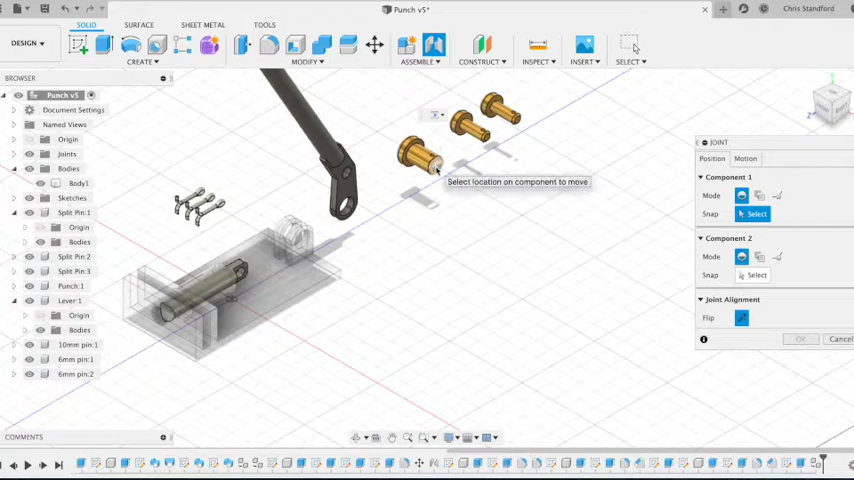 Punch v5*
Chris Standford
SOLID SURFACE SHEET METAL TOOLS
DESIGN
CREATE MODIFY ASSEMBLE CONSTRUCT INSPECT INSERT SELECT
BROWSER
Punch v5
Document Settings
Named Views
Origin
Joints
Bodies
Body1
Sketches
Split Pin:1
Origin
Bodies
Split Pin:2
Split Pin:3
Punch:1
Lever:1
Origin
Bodies
10mm pin:1
6mm pin:1
6mm pin:2
Select location on component to move
JOINT
Position Motion
Component 1
Mode
Snap Select
Component 2
Mode
Snap Select
Joint Alignment
Flip
OK Cancel
COMMENTS